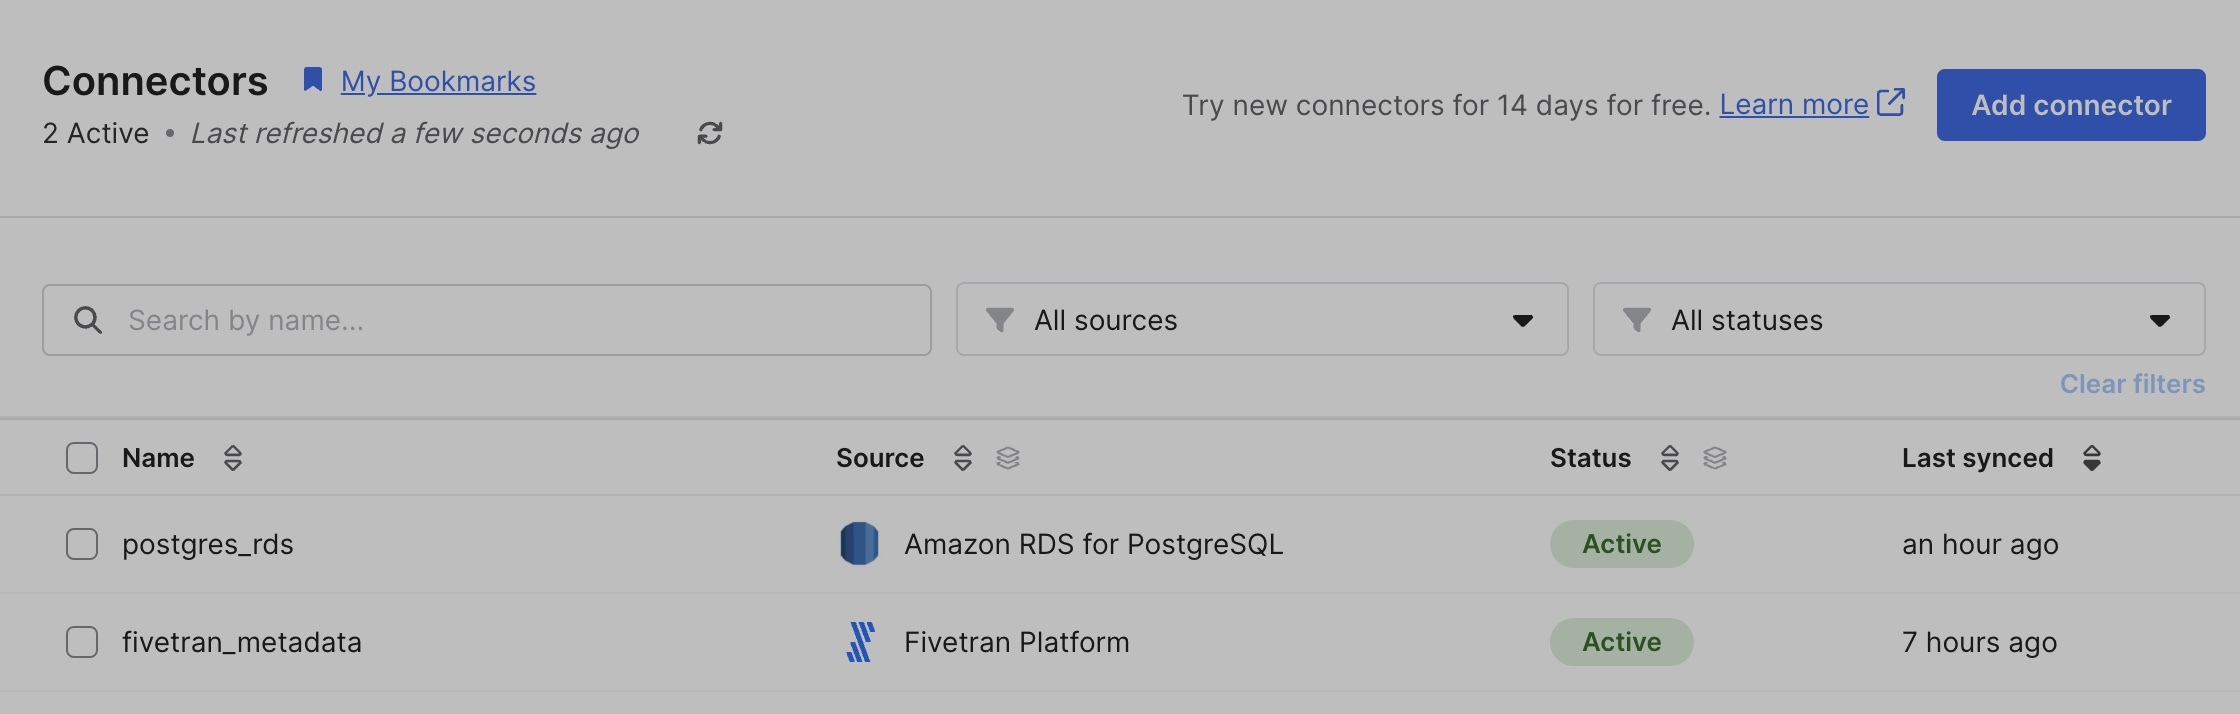 Connectors My Bookmarks
2 Active • Last refreshed a few seconds ago
Try new connectors for 14 days for free. Learn more
Add connector
Search by name...
All sources
All statuses
Clear filters
Name Source Status Last synced
postgres_rds Amazon RDS for PostgreSQL Active an hour ago
fivetran_metadata Fivetran Platform Active 7 hours ago